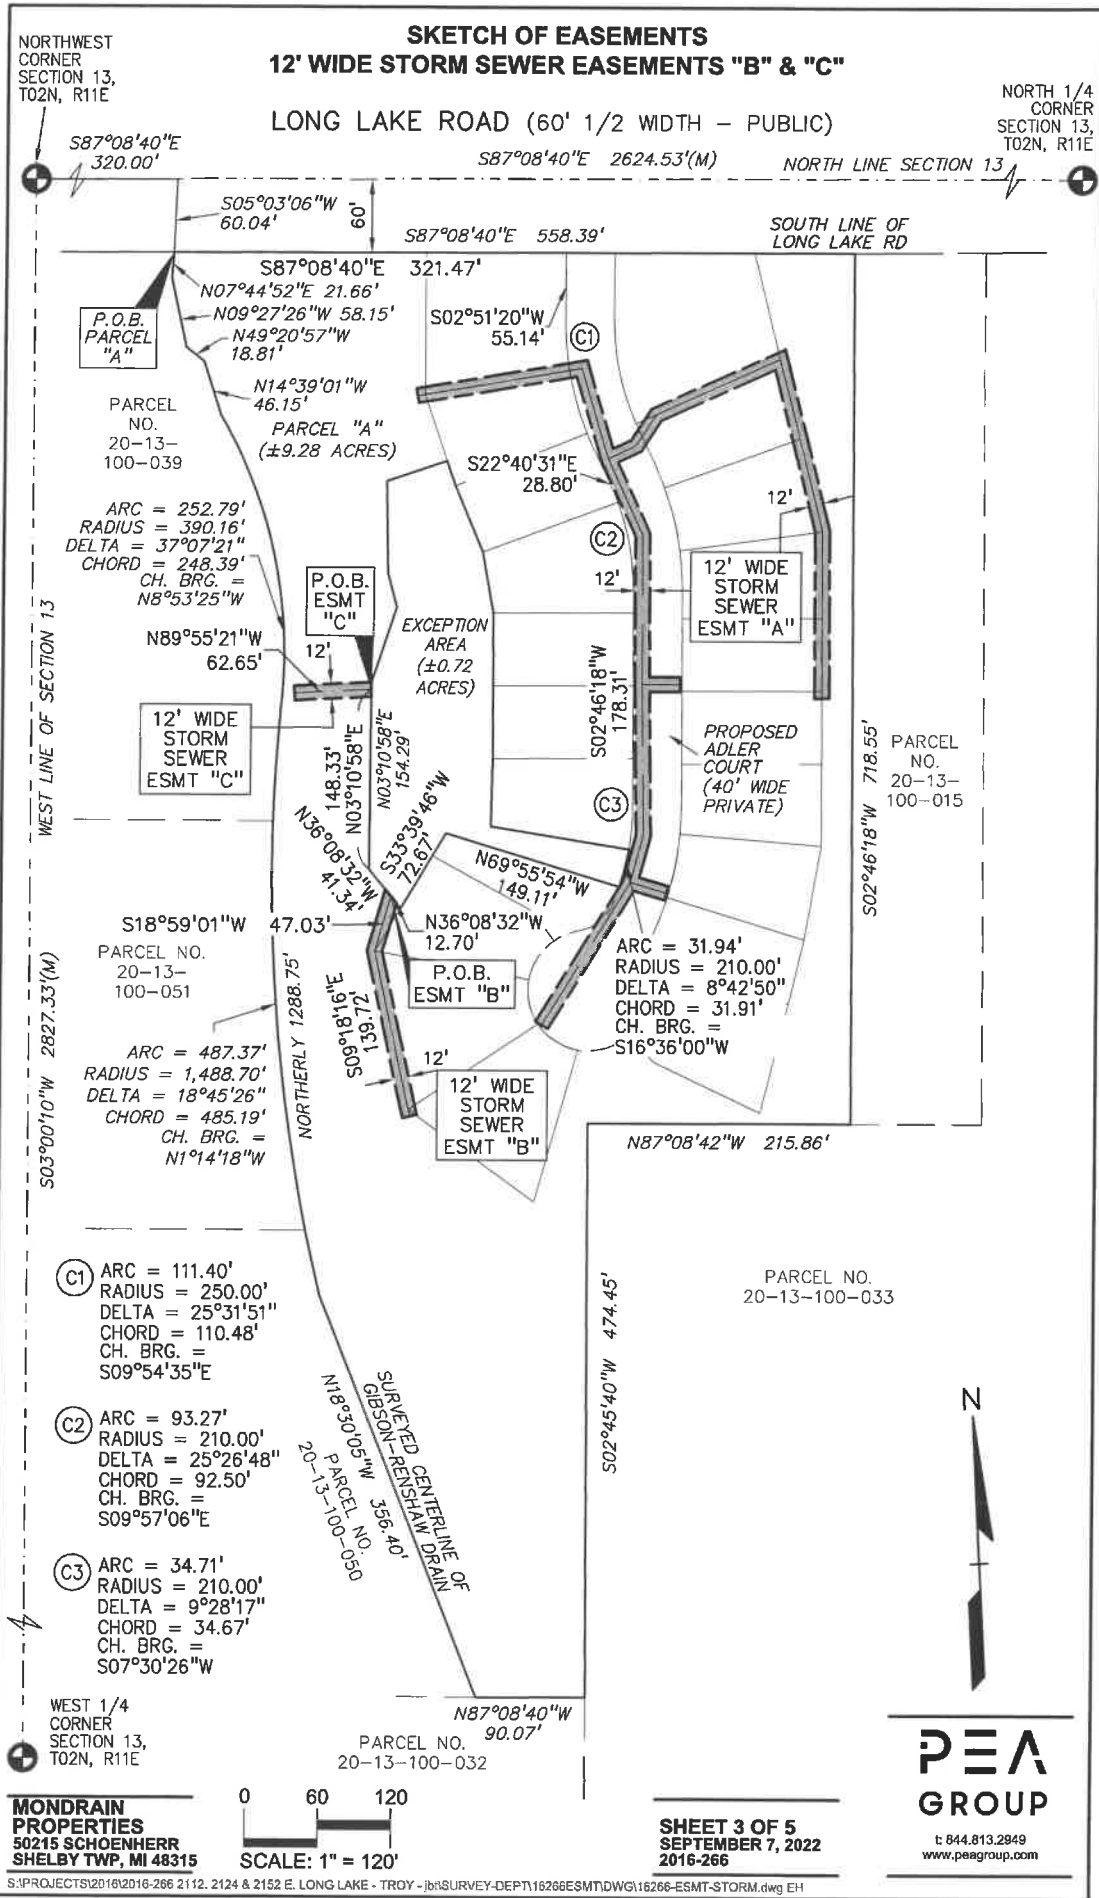 SKETCH OF EASEMENTS
12' WIDE STORM SEWER EASEMENTS "B" & "C"
NORTHWEST
CORNER
SECTION 13,
T02N, R11E
LONG LAKE ROAD (60' 1/2 WIDTH – PUBLIC)
NORTH 1/4
CORNER
SECTION 13,
T02N, R11E
S87°08'40"E
320.00'
S87°08'40"E 2624.53'(M)
NORTH LINE SECTION 13
S05°03'06"W
60.04'
60'
S87°08'40"E 558.39'
SOUTH LINE OF
LONG LAKE RD
S87°08'40"E 321.47'
N07°44'52"E 21.66'
N09°27'26"W 58.15'
N49°20'57"W
18.81'
P.O.B.
PARCEL
"A"
S02°51'20"W
55.14'
C1
N14°39'01"W
46.15'
PARCEL
NO.
20-13-
100-039
PARCEL "A"
(±9.28 ACRES)
S22°40'31"E
28.80'
ARC = 252.79'
RADIUS = 390.16'
DELTA = 37°07'21"
CHORD = 248.39'
CH. BRG. =
N8°53'25"W
12'
C2
12'
12' WIDE
STORM
SEWER
ESMT "A"
P.O.B.
ESMT
"C"
EXCEPTION
AREA
(±0.72
ACRES)
N89°55'21"W
62.65'
12'
12' WIDE
STORM
SEWER
ESMT "C"
WEST LINE OF SECTION 13
148.33'
N03°10'58"E
N03°10'58"E
154.29'
S02°46'18"W
178.31'
PROPOSED
ADLER
COURT
(40' WIDE
PRIVATE)
S02°46'18"W 718.55'
PARCEL
NO.
20-13-
100-015
C3
N36°08'32"W
41.34'
S33°39'46"W
72.67'
N69°55'54"W
149.11'
S18°59'01"W 47.03'
N36°08'32"W
12.70'
PARCEL NO.
20-13-
100-051
P.O.B.
ESMT "B"
ARC = 31.94'
RADIUS = 210.00'
DELTA = 8°42'50"
CHORD = 31.91'
CH. BRG. =
S16°36'00"W
S03°00'10"W 2827.33'(M)
NORTHERLY 1288.75'
S09°18'16"E
139.72'
ARC = 487.37'
RADIUS = 1,488.70'
DELTA = 18°45'26"
CHORD = 485.19'
CH. BRG. =
N1°14'18"W
12'
12' WIDE
STORM
SEWER
ESMT "B"
N87°08'42"W 215.86'
C1
ARC = 111.40'
RADIUS = 250.00'
DELTA = 25°31'51"
CHORD = 110.48'
CH. BRG. =
S09°54'35"E
PARCEL NO.
20-13-100-033
S02°45'40"W 474.45'
C2
ARC = 93.27'
RADIUS = 210.00'
DELTA = 25°26'48"
CHORD = 92.50'
CH. BRG. =
S09°57'06"E
SURVEYED CENTERLINE OF
GIBSON-RENSHAW DRAIN
N18°30'05"W 356.40'
PARCEL NO.
20-13-100-050
N
C3
ARC = 34.71'
RADIUS = 210.00'
DELTA = 9°28'17"
CHORD = 34.67'
CH. BRG. =
S07°30'26"W
WEST 1/4
CORNER
SECTION 13,
T02N, R11E
N87°08'40"W
90.07'
PARCEL NO.
20-13-100-032
PEA
GROUP
t: 844.813.2949
www.peagroup.com
MONDRAIN
PROPERTIES
50215 SCHOENHERR
SHELBY TWP, MI 48315
0 60 120
SCALE: 1" = 120'
SHEET 3 OF 5
SEPTEMBER 7, 2022
2016-266
S:\PROJECTS\2016\2016-266 2112, 2124 & 2152 E. LONG LAKE - TROY - jbr\SURVEY-DEPT\16266ESMT\DWG\16266-ESMT-STORM.dwg EH